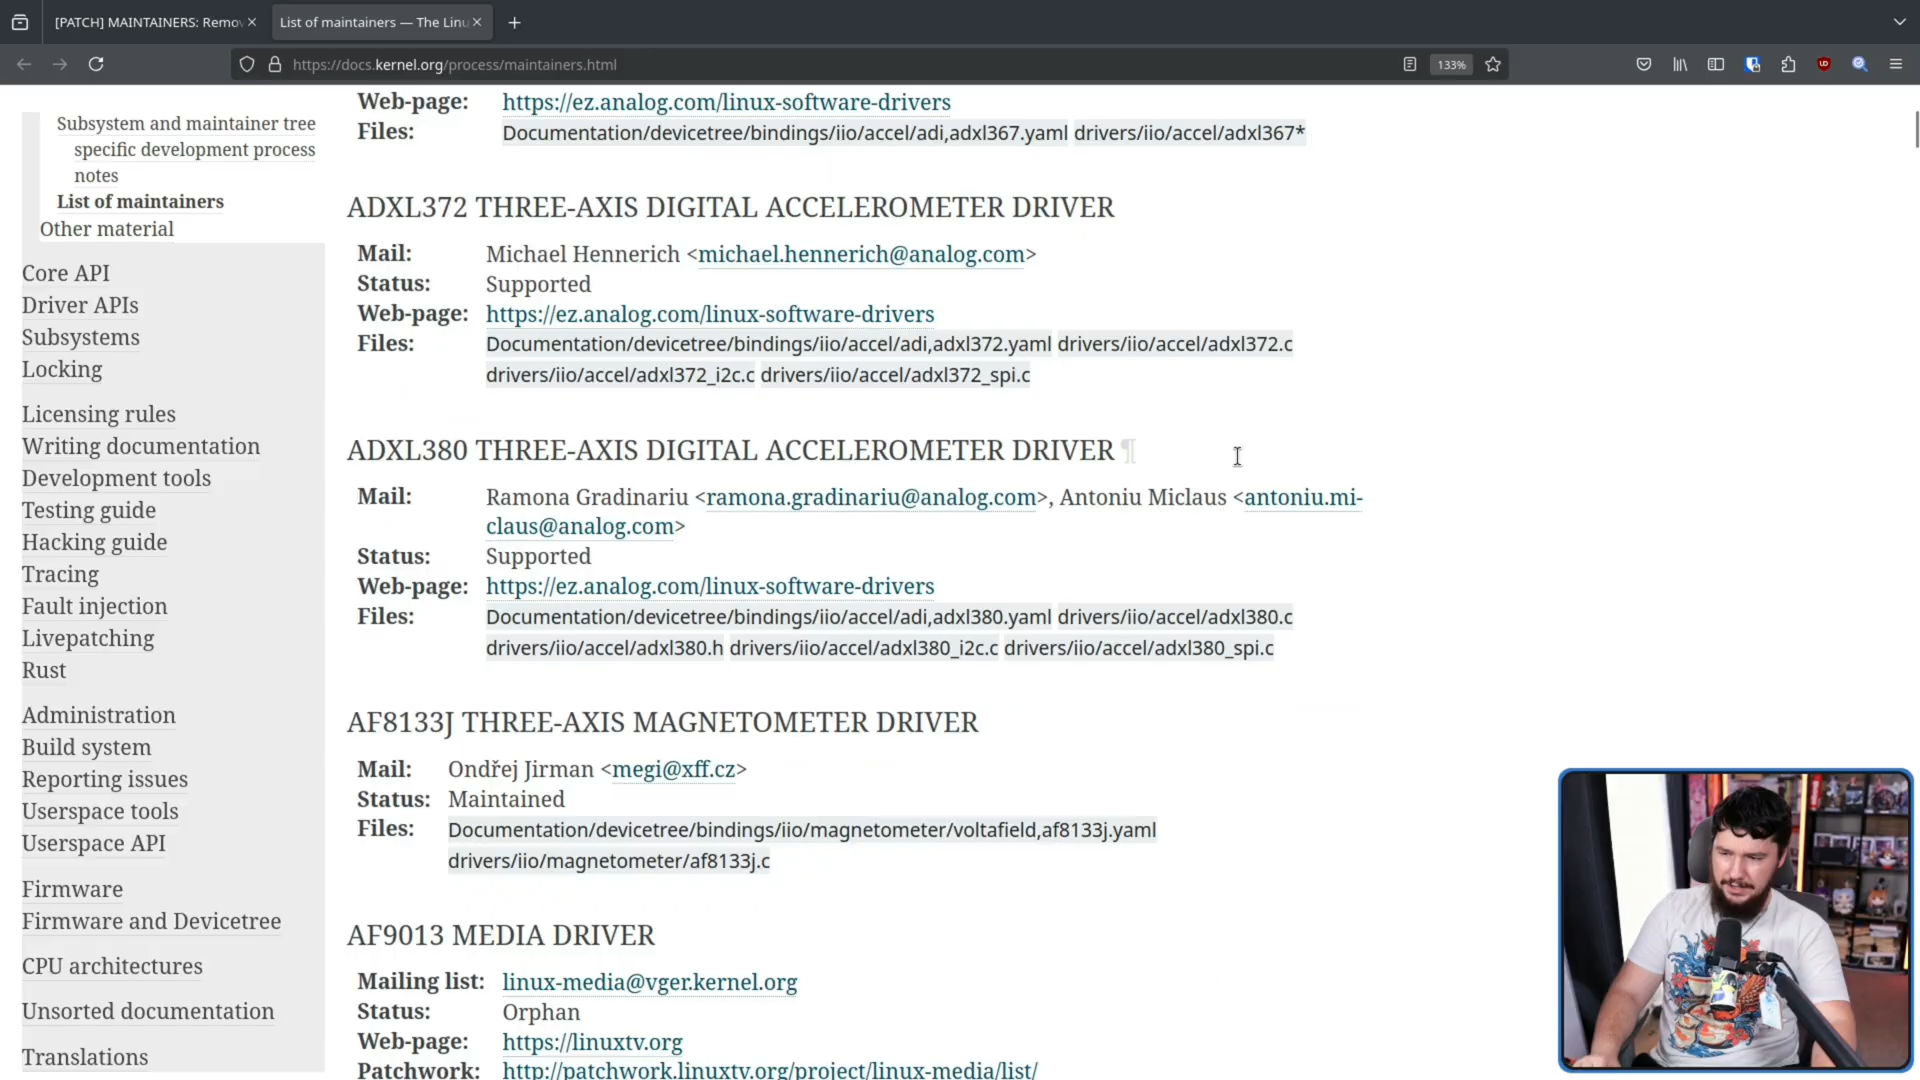 [PATCH] MAINTAINERS: Remov
List of maintainers — The Linu
https://docs.kernel.org/process/maintainers.html
133%
Subsystem and maintainer tree
specific development process
notes
List of maintainers
Other material
Core API
Driver APIs
Subsystems
Locking
Licensing rules
Writing documentation
Development tools
Testing guide
Hacking guide
Tracing
Fault injection
Livepatching
Rust
Administration
Build system
Reporting issues
Userspace tools
Userspace API
Firmware
Firmware and Devicetree
CPU architectures
Unsorted documentation
Translations
Web-page: https://ez.analog.com/linux-software-drivers
Files: Documentation/devicetree/bindings/iio/accel/adi,adxl367.yaml drivers/iio/accel/adxl367*
ADXL372 THREE-AXIS DIGITAL ACCELEROMETER DRIVER
Mail: Michael Hennerich <michael.hennerich@analog.com>
Status: Supported
Web-page: https://ez.analog.com/linux-software-drivers
Files: Documentation/devicetree/bindings/iio/accel/adi,adxl372.yaml drivers/iio/accel/adxl372.c
drivers/iio/accel/adxl372_i2c.c drivers/iio/accel/adxl372_spi.c
ADXL380 THREE-AXIS DIGITAL ACCELEROMETER DRIVER¶
Mail: Ramona Gradinariu <ramona.gradinariu@analog.com>, Antoniu Miclaus <antoniu.mi-
claus@analog.com>
Status: Supported
Web-page: https://ez.analog.com/linux-software-drivers
Files: Documentation/devicetree/bindings/iio/accel/adi,adxl380.yaml drivers/iio/accel/adxl380.c
drivers/iio/accel/adxl380.h drivers/iio/accel/adxl380_i2c.c drivers/iio/accel/adxl380_spi.c
AF8133J THREE-AXIS MAGNETOMETER DRIVER
Mail: Ondřej Jirman <megi@xff.cz>
Status: Maintained
Files: Documentation/devicetree/bindings/iio/magnetometer/voltafield,af8133j.yaml
drivers/iio/magnetometer/af8133j.c
AF9013 MEDIA DRIVER
Mailing list: linux-media@vger.kernel.org
Status: Orphan
Web-page: https://linuxtv.org
Patchwork: http://patchwork.linuxtv.org/project/linux-media/list/